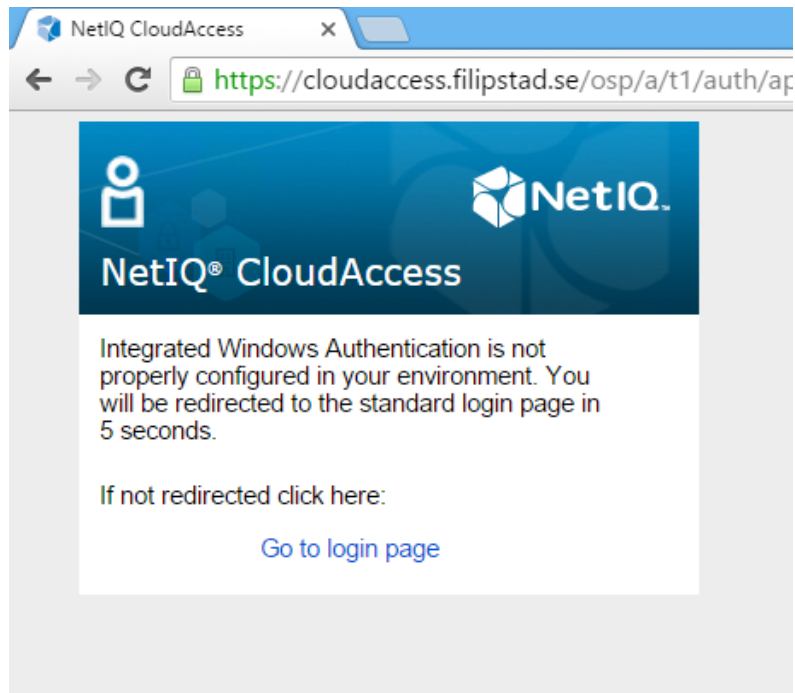 NetIQ CloudAccess
https://cloudaccess.filipstad.se/osp/a/t1/auth/ap
NetIQ™
NetIQ® CloudAccess
Integrated Windows Authentication is not
properly configured in your environment. You
will be redirected to the standard login page in
5 seconds.
If not redirected click here:
Go to login page